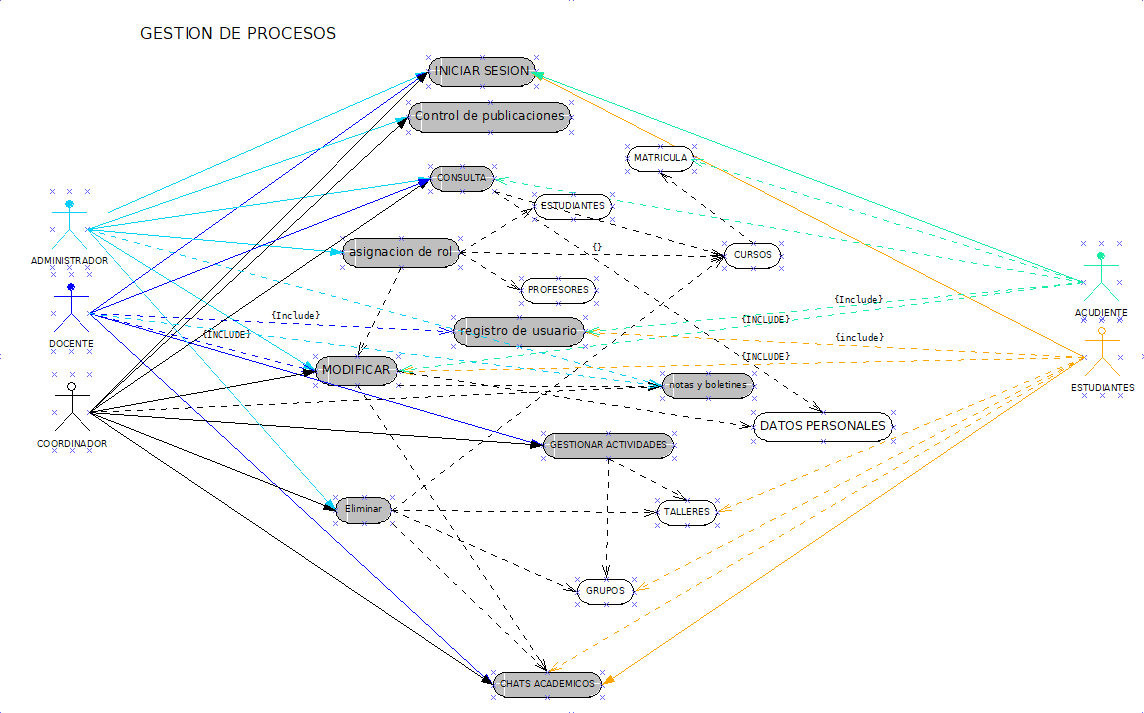 GESTION DE PROCESOS
INICIAR SESION
Control de publicaciones
MATRICULA
CONSULTA
ESTUDIANTES
asignacion de rol
{}
CURSOS
ADMINISTRADOR
PROFESORES
{Include}
ACUDIENTE
{Include}
{INCLUDE}
registro de usuario
{INCLUDE}
{include}
DOCENTE
{INCLUDE}
MODIFICAR
notas y boletines
ESTUDIANTES
DATOS PERSONALES
COORDINADOR
GESTIONAR ACTIVIDADES
Eliminar
TALLERES
GRUPOS
CHATS ACADEMICOS